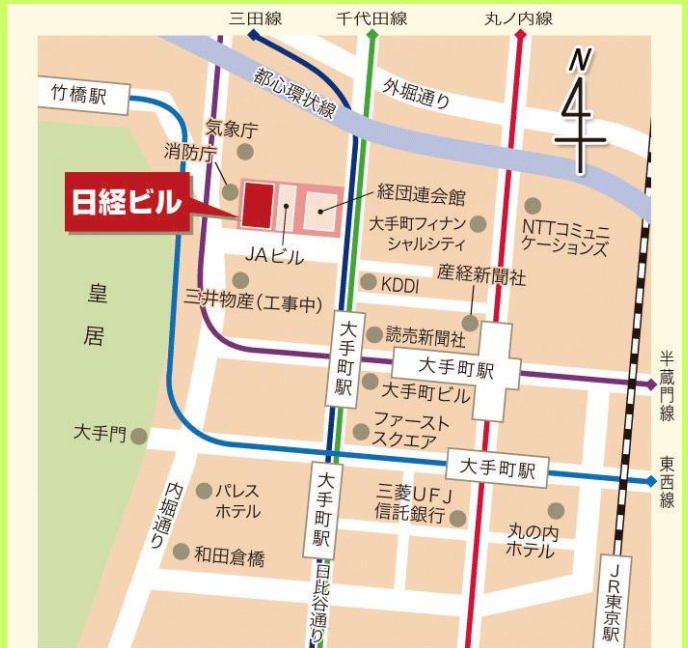 三田線
千代田線
丸ノ内線
N
外堀通り
都心環状線
竹橋駅
気象庁
消防庁
日経ビル
経団連会館
JAビル
大手町フィナン
シャルシティ
NTTコミュニ
ケーションズ
産経新聞社
KDDI
三井物産(工事中)
皇居
大手町駅
読売新聞社
大手町駅
半蔵門線
大手町ビル
ファースト
スクエア
大手門
大手町駅
東西線
内堀通り
パレス
ホテル
大手町駅
三菱UFJ
信託銀行
丸の内
ホテル
和田倉橋
日比谷通り
JR東京駅